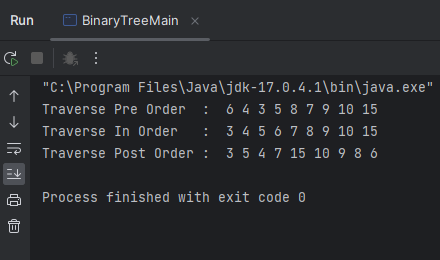 Run BinaryTreeMain
"C:\Program Files\Java\jdk-17.0.4.1\bin\java.exe"
Traverse Pre Order  :  6 4 3 5 8 7 9 10 15
Traverse In Order   :  3 4 5 6 7 8 9 10 15
Traverse Post Order :  3 5 4 7 15 10 9 8 6
Process finished with exit code 0